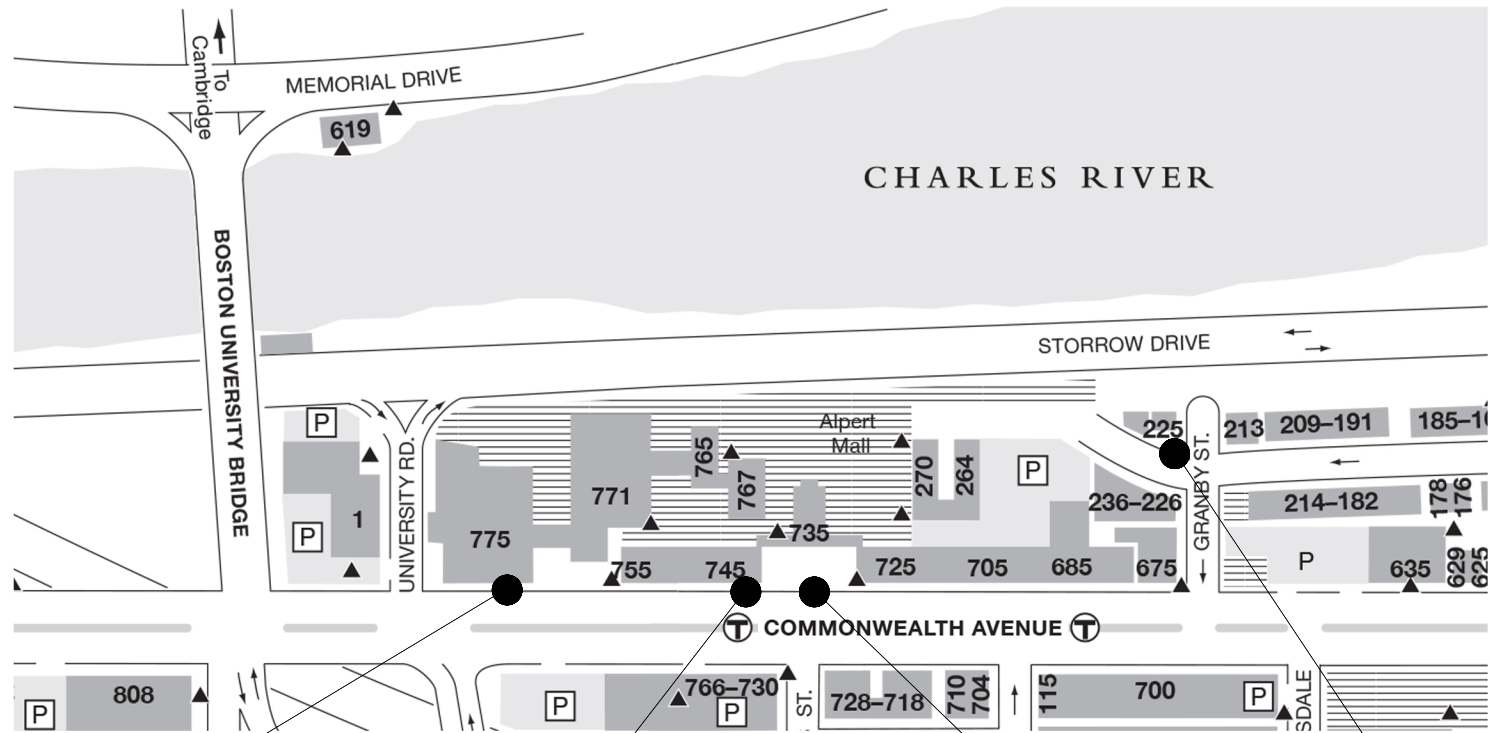 To
Cambridge
MEMORIAL DRIVE
619
CHARLES RIVER
BOSTON UNIVERSITY BRIDGE
STORROW DRIVE
P
P
1
UNIVERSITY RD.
775
771
765
767
Alpert
Mall
735
755
745
725
705
685
675
270
264
P
236–226
225
GRANBY ST.
213
209–191
214–182
178
176
P
635
629
625
T COMMONWEALTH AVENUE T
P
808
P
766–730
P
ST.
728–718
710
704
115
700
P